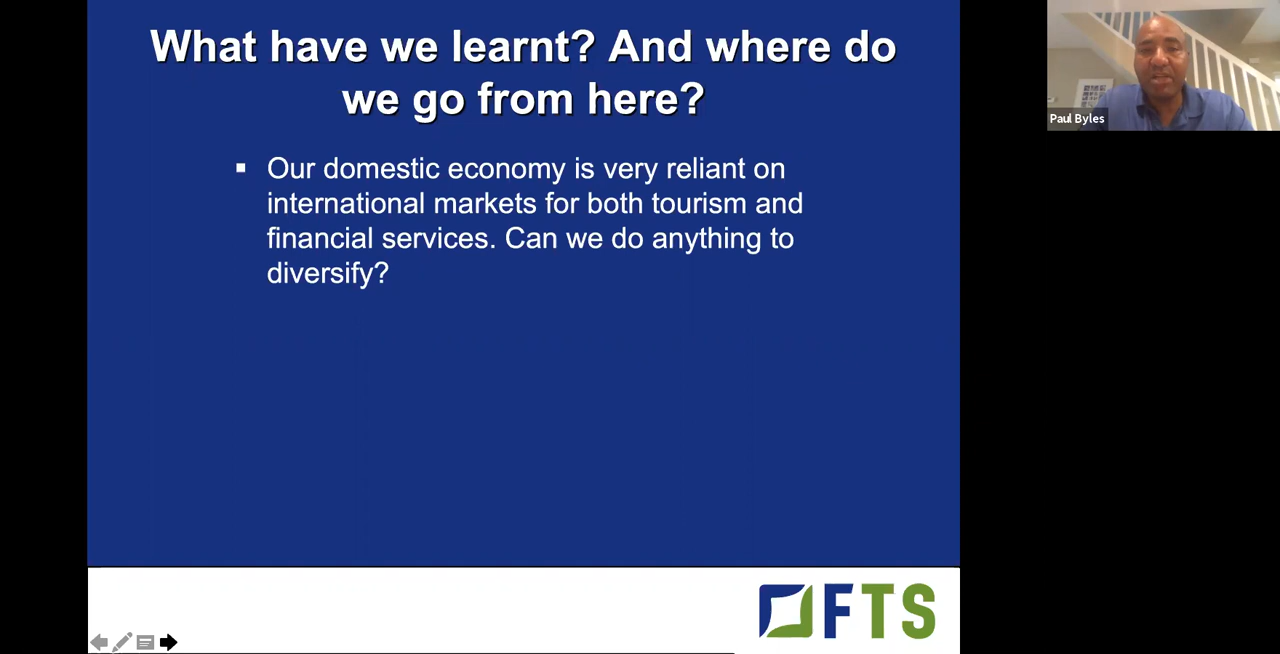 What have we learnt? And where do
we go from here?
▪ Our domestic economy is very reliant on
international markets for both tourism and
financial services. Can we do anything to
diversify?
Paul Byles
FTS